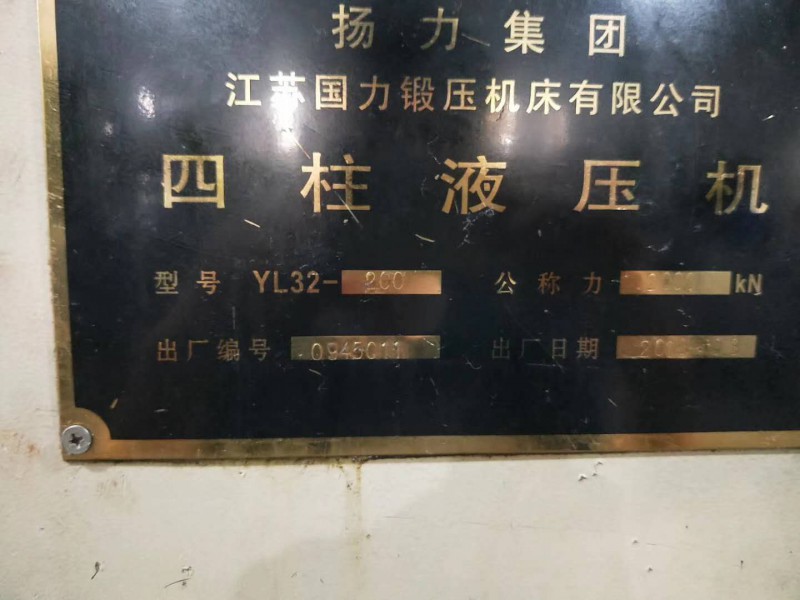 扬力集团
江苏国力锻压机床有限公司
四柱液压机
型号 YL32-200 公称力 kN
出厂编号 0945011 出厂日期